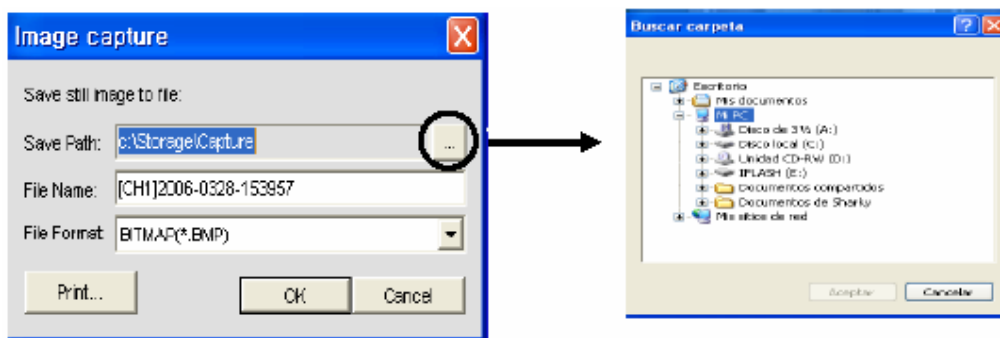 Image capture
Save still image to file:
Save Path: c:\Storage\Capture ...
File Name: [CH1]2006-0328-153957
File Format: BITMAP(*.BMP)
Print... OK Cancel
Buscar carpeta
Escritorio
Mis documentos
Mi PC
Disco de 3½ (A:)
Disco local (C:)
Unidad CD-RW (D:)
IFLASH (E:)
Documentos compartidos
Documentos de Sharky
Mis sitios de red
Aceptar Cancelar